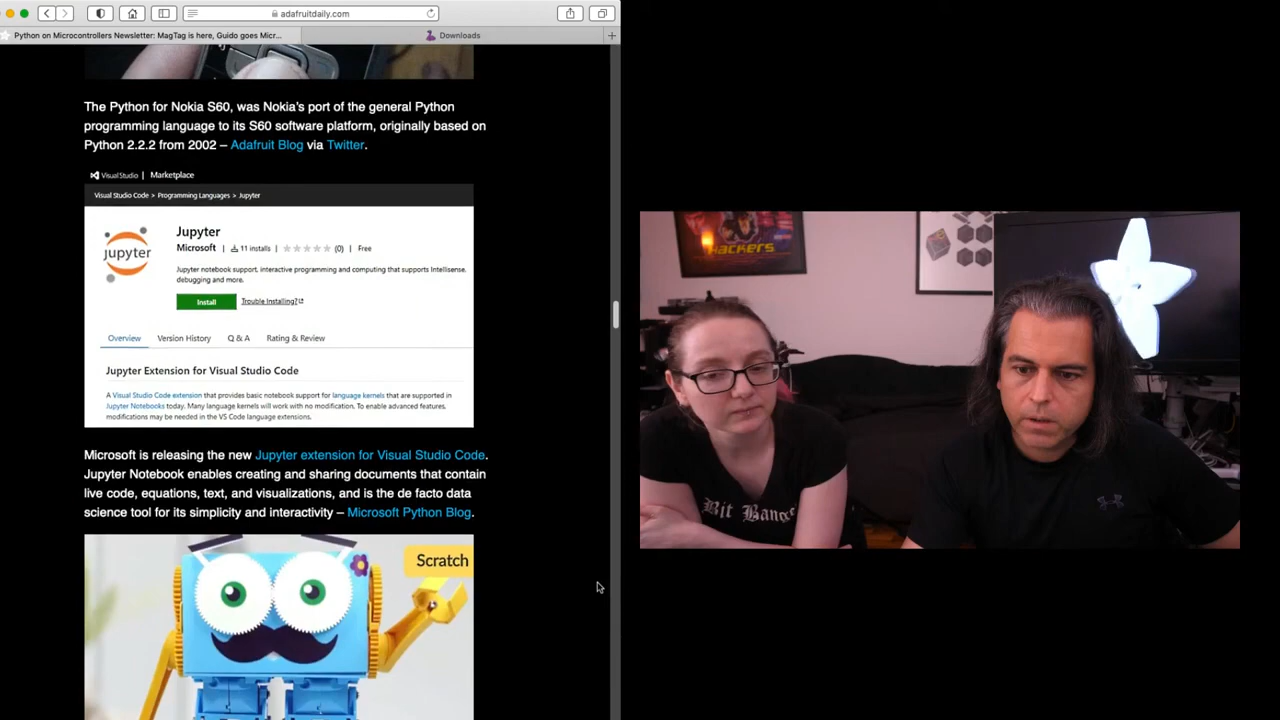 adafruitdaily.com
Python on Microcontrollers Newsletter: MagTag is here, Guido goes Micr...
Downloads
The Python for Nokia S60, was Nokia's port of the general Python
programming language to its S60 software platform, originally based on
Python 2.2.2 from 2002 – Adafruit Blog via Twitter.
Visual Studio | Marketplace
Visual Studio Code > Programming Languages > Jupyter
jupyter
Jupyter
Microsoft | 11 installs | (0) | Free
Jupyter notebook support, interactive programming and computing that supports Intellisense,
debugging and more.
Install Trouble Installing?
Overview Version History Q & A Rating & Review
Jupyter Extension for Visual Studio Code
A Visual Studio Code extension that provides basic notebook support for language kernels that are supported in
Jupyter Notebooks today. Many language kernels will work with no modification. To enable advanced features,
modifications may be needed in the VS Code language extensions.
Microsoft is releasing the new Jupyter extension for Visual Studio Code.
Jupyter Notebook enables creating and sharing documents that contain
live code, equations, text, and visualizations, and is the de facto data
science tool for its simplicity and interactivity – Microsoft Python Blog.
Scratch
HACKERS
Bit Bange